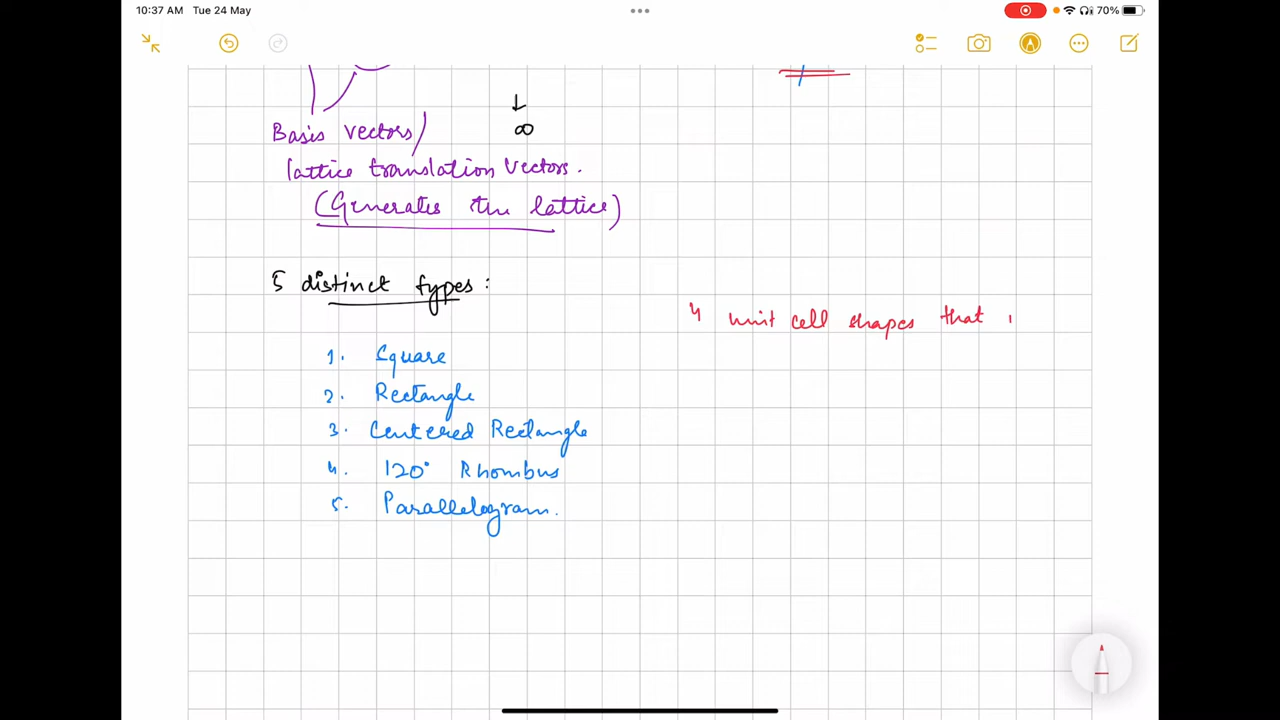 10:37 AM Tue 24 May
70%
∞
Basis vectors/
lattice translation vectors.
(Generates the lattice)
5 distinct types :
4 unit cell shapes that
1. Square
2. Rectangle
3. Centered Rectangle
4. 120° Rhombus
5. Parallelogram.